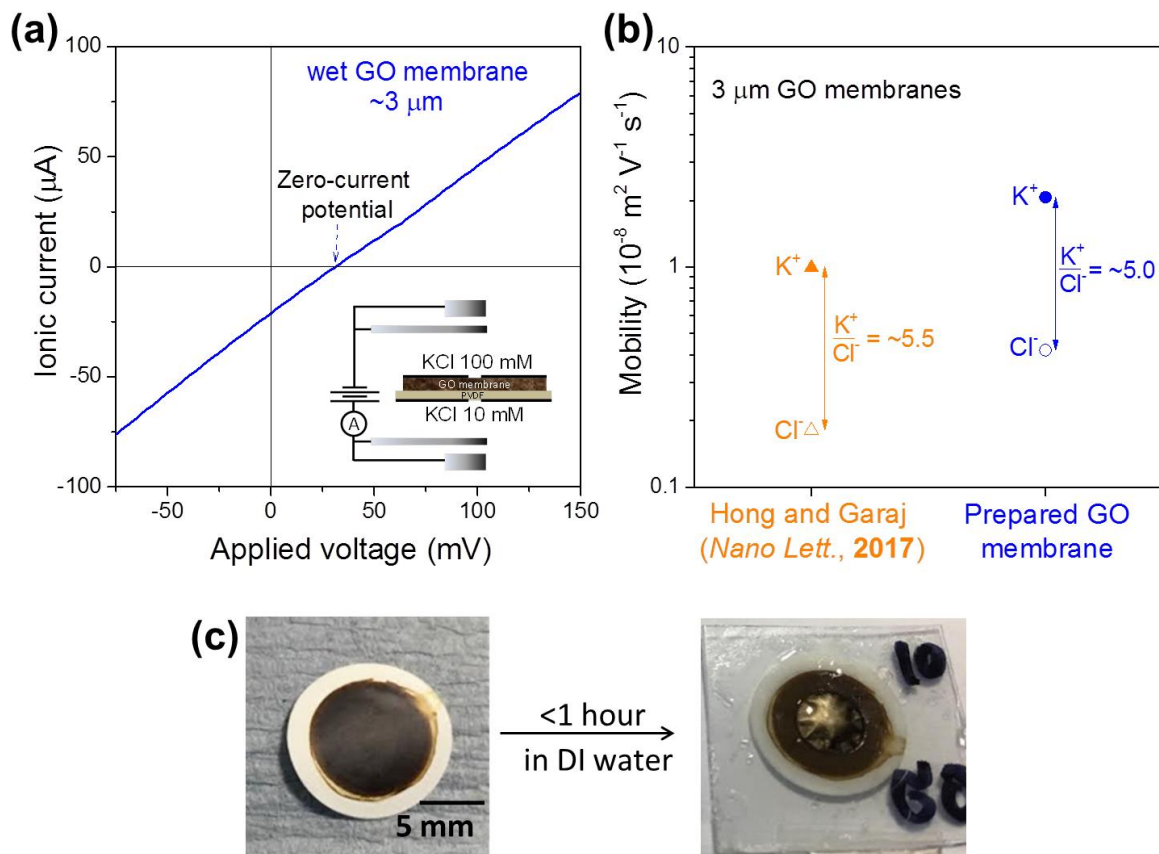 (a)
100
50
0
-50
-100
Ionic current (μA)
wet GO membrane
~3 μm
Zero-current
potential
KCl 100 mM
GO membrane
PVDF
KCl 10 mM
A
-50
0
50
100
150
Applied voltage (mV)
(b)
10
1
0.1
Mobility (10⁻⁸ m² V⁻¹ s⁻¹)
3 μm GO membranes
K⁺
K⁺
Cl⁻ = ~5.5
Cl⁻
K⁺
K⁺
Cl⁻ = ~5.0
Cl⁻
Hong and Garaj
(Nano Lett., 2017)
Prepared GO
membrane
(c)
5 mm
<1 hour
in DI water
10